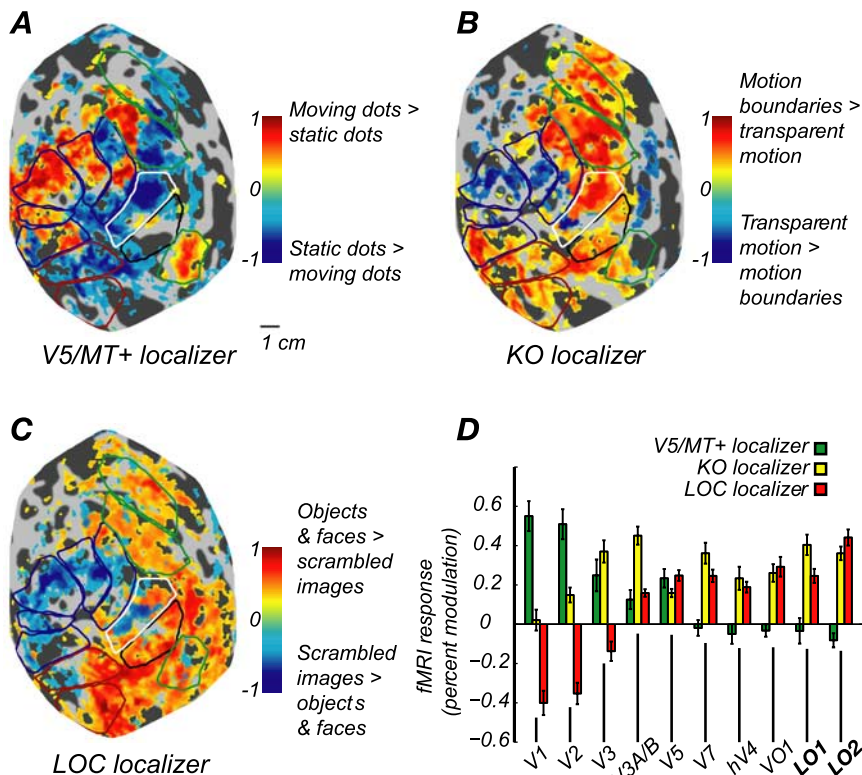 A
1
0
-1
Moving dots >
static dots
Static dots >
moving dots
1 cm
V5/MT+ localizer
B
1
0
-1
Motion
boundaries >
transparent
motion
Transparent
motion >
motion
boundaries
KO localizer
C
1
0
-1
Objects
& faces >
scrambled
images
Scrambled
images >
objects
& faces
LOC localizer
D
V5/MT+ localizer
KO localizer
LOC localizer
fMRI response
(percent modulation)
0.6
0.4
0.2
0
−0.2
−0.4
−0.6
V1
V2
V3
V3A/B
V5
V7
hV4
VO1
LO1
LO2